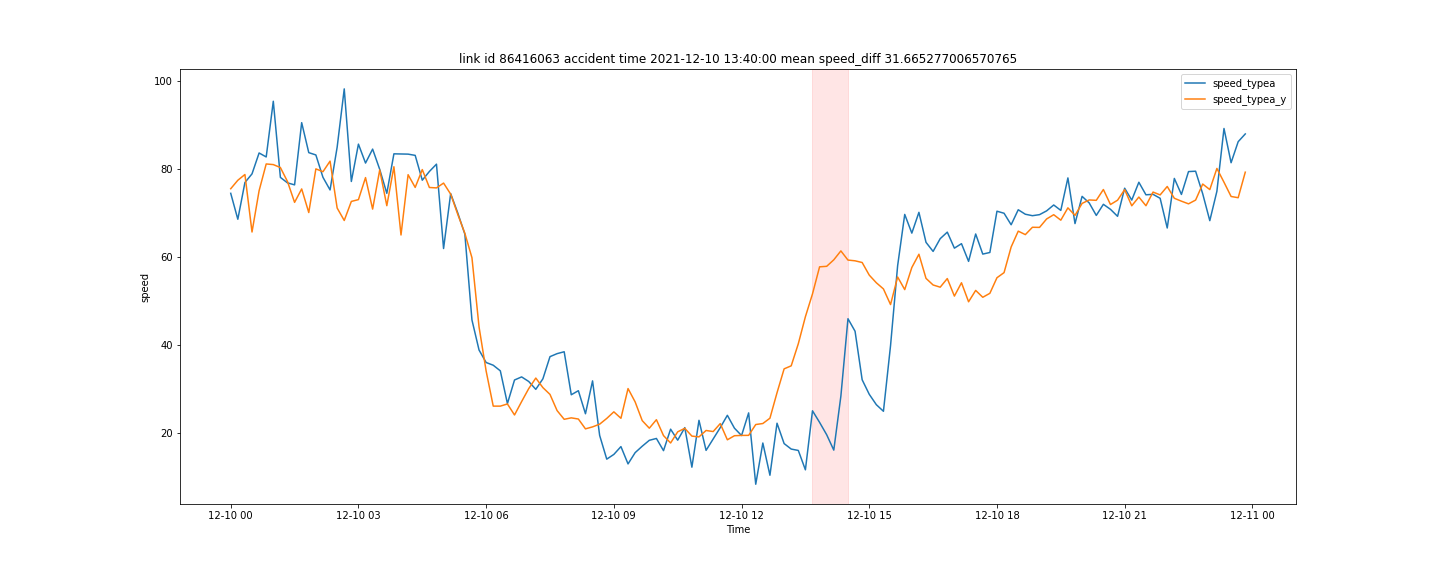 link id 86416063 accident time 2021-12-10 13:40:00 mean speed_diff 31.665277006570765
speed_typea
speed_typea_y
100
80
60
40
20
speed
12-10 00 12-10 03 12-10 06 12-10 09 12-10 12 12-10 15 12-10 18 12-10 21 12-11 00
Time